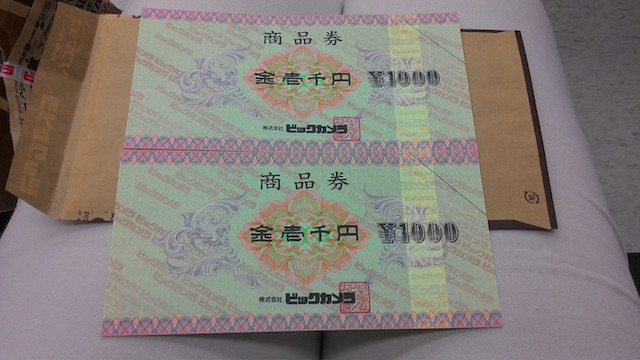 商品券
金壱千円 ¥1000
株式会社 ビックカメラ
商品券
金壱千円 ¥1000
株式会社 ビックカメラ